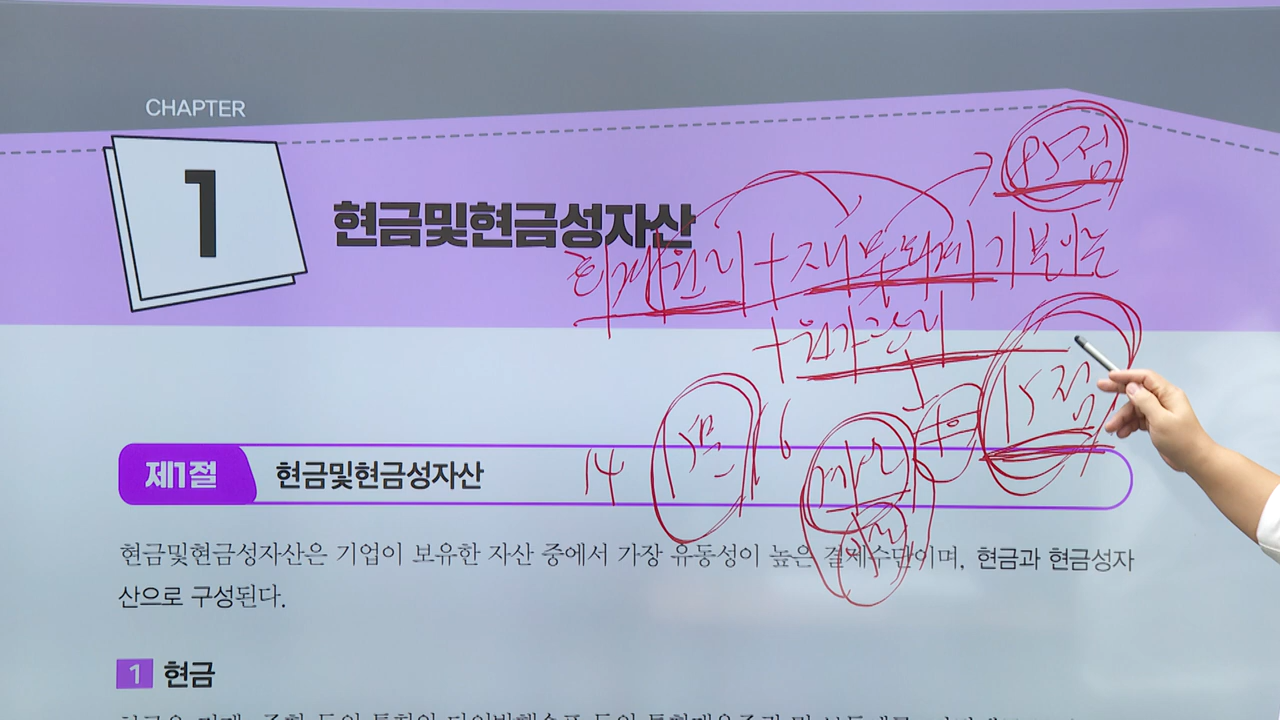 CHAPTER
1
현금및현금성자산
85점
회계원리 + 재무회계 기본이론
+ 원가관리
15점
14 15문 16
계산
제1절 현금및현금성자산
현금및현금성자산은 기업이 보유한 자산 중에서 가장 유동성이 높은 결제수단이며, 현금과 현금성자
산으로 구성된다.
1 현금